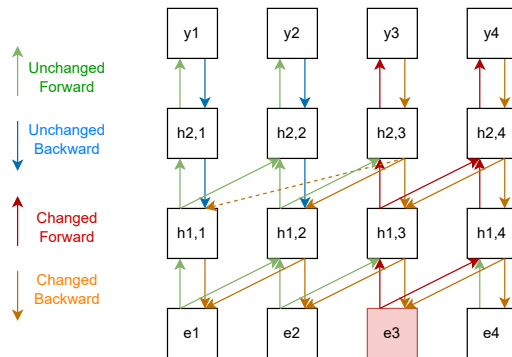 y1 y2 y3 y4
Unchanged
Forward
Unchanged
Backward
h2,1 h2,2 h2,3 h2,4
Changed
Forward
h1,1 h1,2 h1,3 h1,4
Changed
Backward
e1 e2 e3 e4